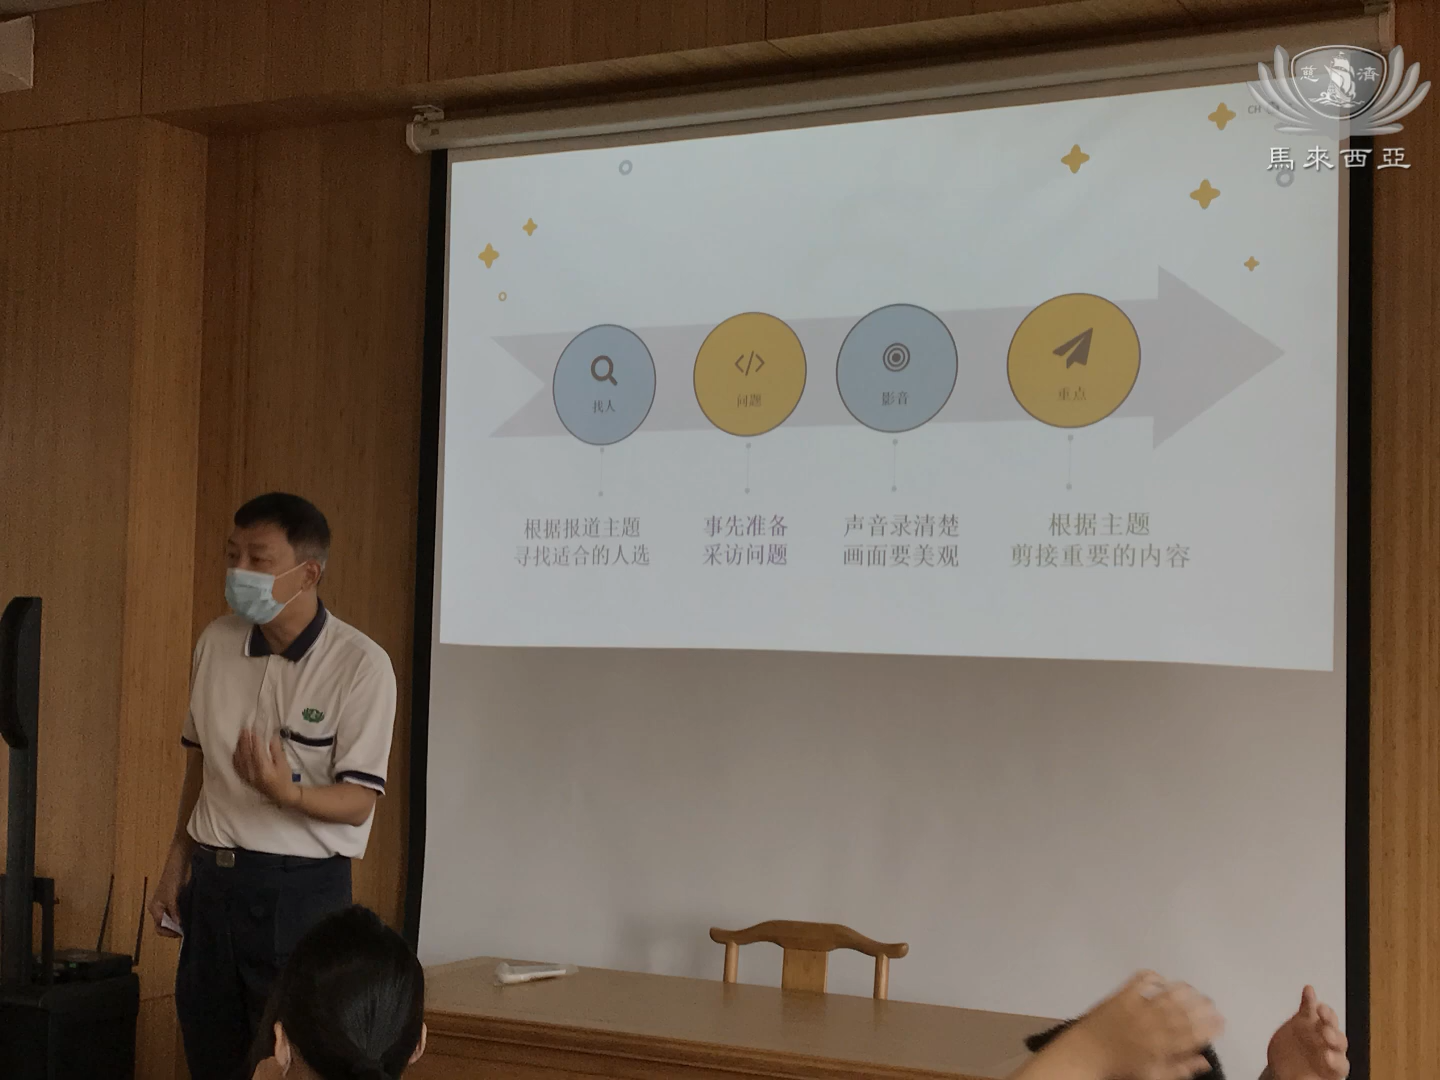 慈 濟
馬來西亞
CH
找人
问题
影音
重点
根据报道主题
寻找适合的人选
事先准备
采访问题
声音录清楚
画面要美观
根据主题
剪接重要的内容